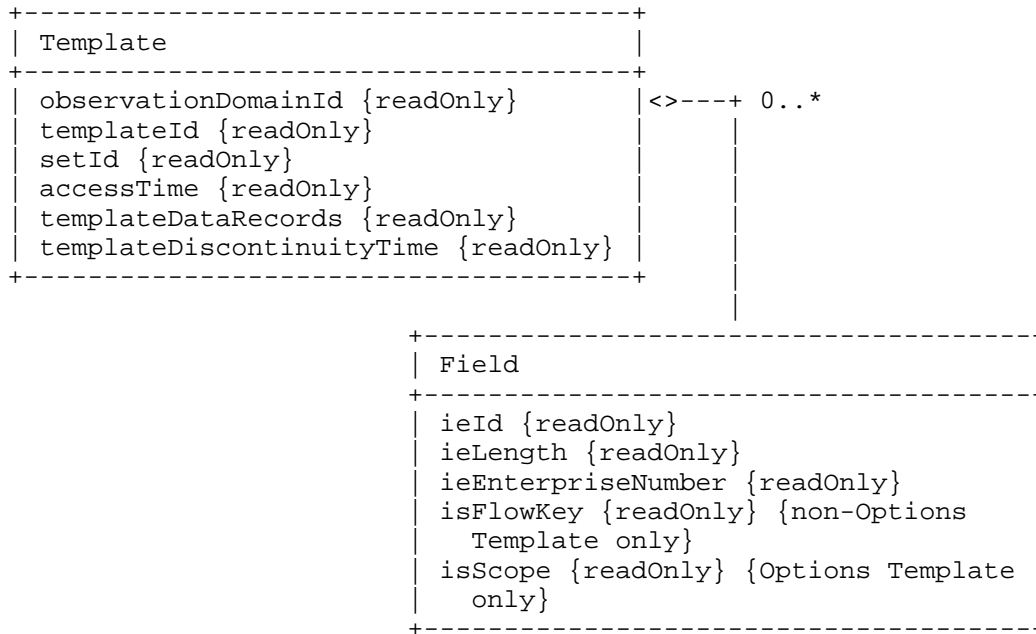 Template
observationDomainId {readOnly} |<>---+ 0..*
templateId {readOnly}
setId {readOnly}
accessTime {readOnly}
templateDataRecords {readOnly}
templateDiscontinuityTime {readOnly}
Field
ieId {readOnly}
ieLength {readOnly}
ieEnterpriseNumber {readOnly}
isFlowKey {readOnly} {non-Options
Template only}
isScope {readOnly} {Options Template
only}